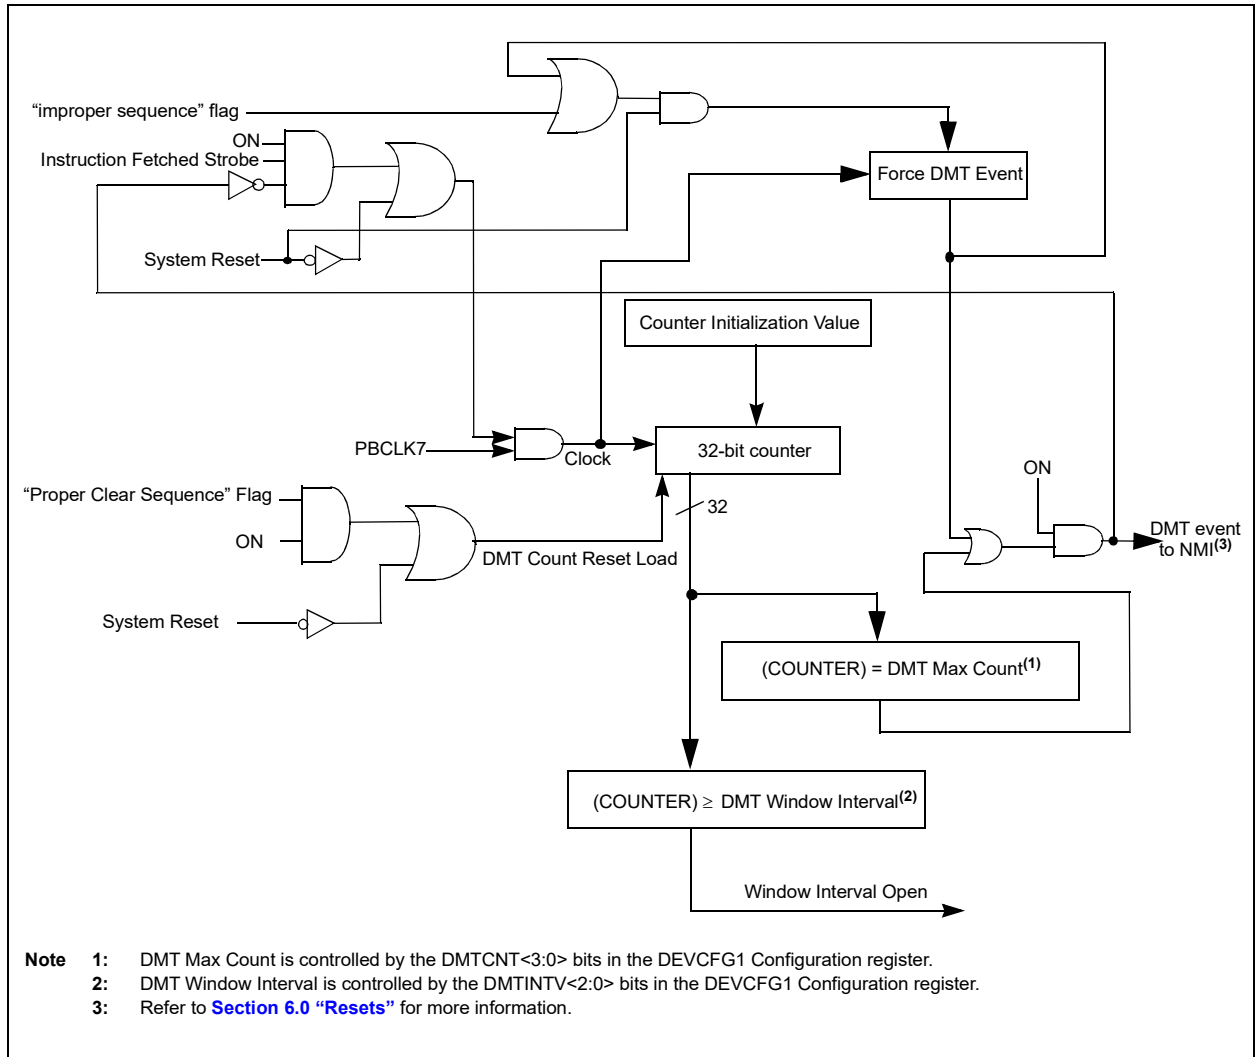 “improper sequence” flag
ON
Instruction Fetched Strobe
Force DMT Event
System Reset
Counter Initialization Value
PBCLK7
Clock
32-bit counter
“Proper Clear Sequence” Flag
32
ON
ON
DMT event
to NMI(3)
DMT Count Reset Load
System Reset
(COUNTER) = DMT Max Count(1)
(COUNTER) ≥ DMT Window Interval(2)
Window Interval Open
Note 1: DMT Max Count is controlled by the DMTCNT<3:0> bits in the DEVCFG1 Configuration register.
2: DMT Window Interval is controlled by the DMTINTV<2:0> bits in the DEVCFG1 Configuration register.
3: Refer to Section 6.0 “Resets” for more information.